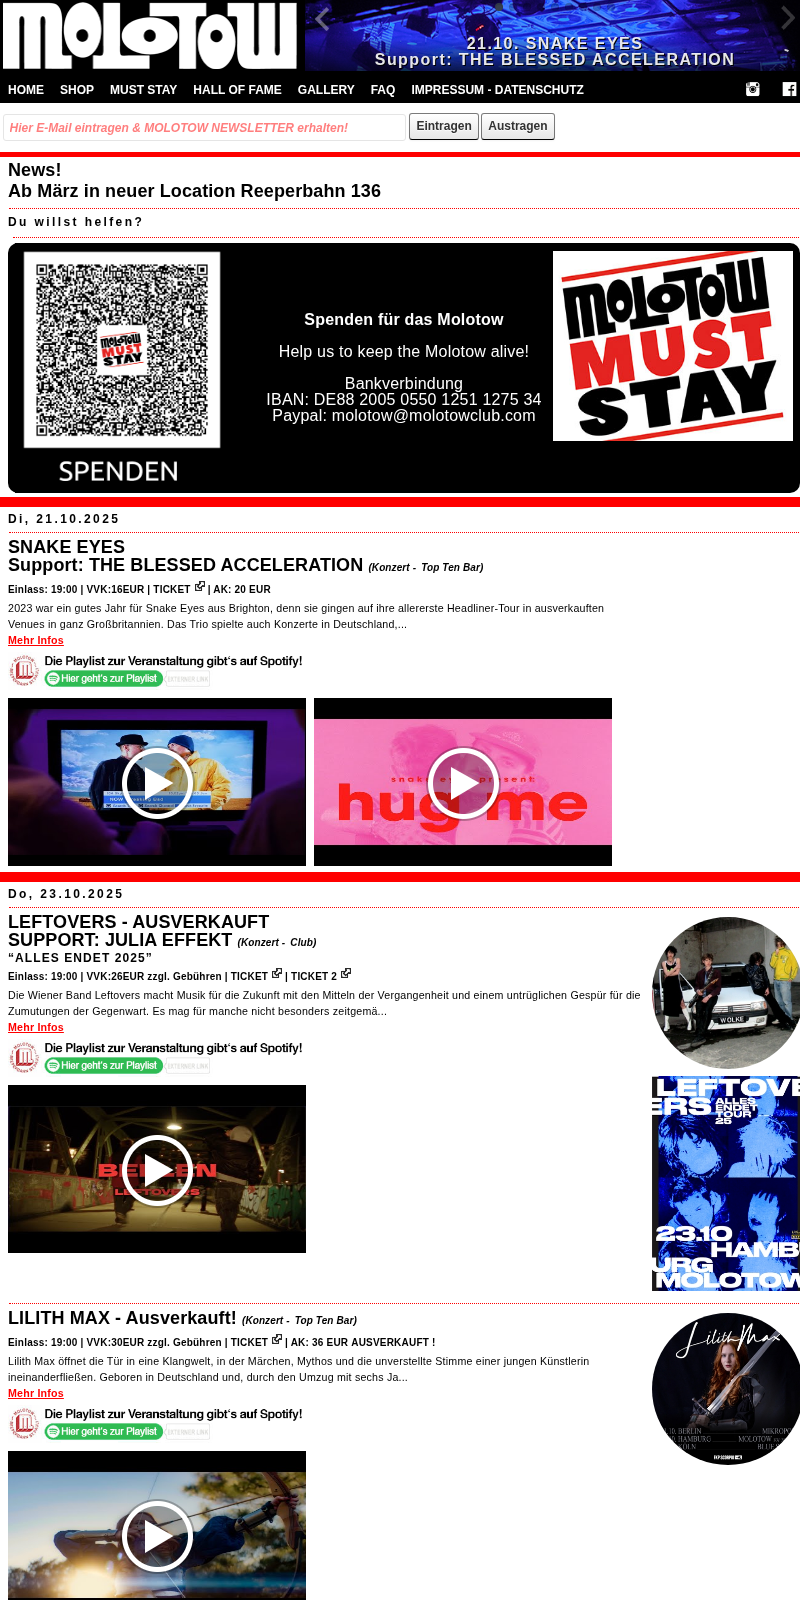 MOLOTOW
21.10. SNAKE EYES
Support: THE BLESSED ACCELERATION
HOME SHOP MUST STAY HALL OF FAME GALLERY FAQ IMPRESSUM - DATENSCHUTZ
Hier E-Mail eintragen & MOLOTOW NEWSLETTER erhalten! Eintragen Austragen
News!
Ab März in neuer Location Reeperbahn 136
Du willst helfen?
MOLOTOW
MUST
STAY
SPENDEN
Spenden für das Molotow
Help us to keep the Molotow alive!
Bankverbindung
IBAN: DE88 2005 0550 1251 1275 34
Paypal: molotow@molotowclub.com
MOLOTOW
MUST
STAY
Di, 21.10.2025
SNAKE EYES
Support: THE BLESSED ACCELERATION (Konzert - Top Ten Bar)
Einlass: 19:00 | VVK:16EUR | TICKET | AK: 20 EUR
2023 war ein gutes Jahr für Snake Eyes aus Brighton, denn sie gingen auf ihre allererste Headliner-Tour in ausverkauften
Venues in ganz Großbritannien. Das Trio spielte auch Konzerte in Deutschland,...
Mehr Infos
Die Playlist zur Veranstaltung gibt's auf Spotify!
Hier geht's zur Playlist EXTERNER LINK
hug me
Do, 23.10.2025
LEFTOVERS - AUSVERKAUFT
SUPPORT: JULIA EFFEKT (Konzert - Club)
“ALLES ENDET 2025”
Einlass: 19:00 | VVK:26EUR zzgl. Gebühren | TICKET | TICKET 2
Die Wiener Band Leftovers macht Musik für die Zukunft mit den Mitteln der Vergangenheit und einem untrüglichen Gespür für die
Zumutungen der Gegenwart. Es mag für manche nicht besonders zeitgemä...
Mehr Infos
Die Playlist zur Veranstaltung gibt's auf Spotify!
Hier geht's zur Playlist EXTERNER LINK
LEFTOVERS
W OLKE
LEFTOVE
ERS ALLES
ENDET
TOUR
25
23.10
HAMB
URG
MOLOTOW
LILITH MAX - Ausverkauft! (Konzert - Top Ten Bar)
Einlass: 19:00 | VVK:30EUR zzgl. Gebühren | TICKET | AK: 36 EUR AUSVERKAUFT !
Lilith Max öffnet die Tür in eine Klangwelt, in der Märchen, Mythos und die unverstellte Stimme einer jungen Künstlerin
ineinanderfließen. Geboren in Deutschland und, durch den Umzug mit sechs Ja...
Mehr Infos
Die Playlist zur Veranstaltung gibt's auf Spotify!
Hier geht's zur Playlist EXTERNER LINK
Lilith Max
BERLIN
HAMBURG MOLOTOW
KÖLN